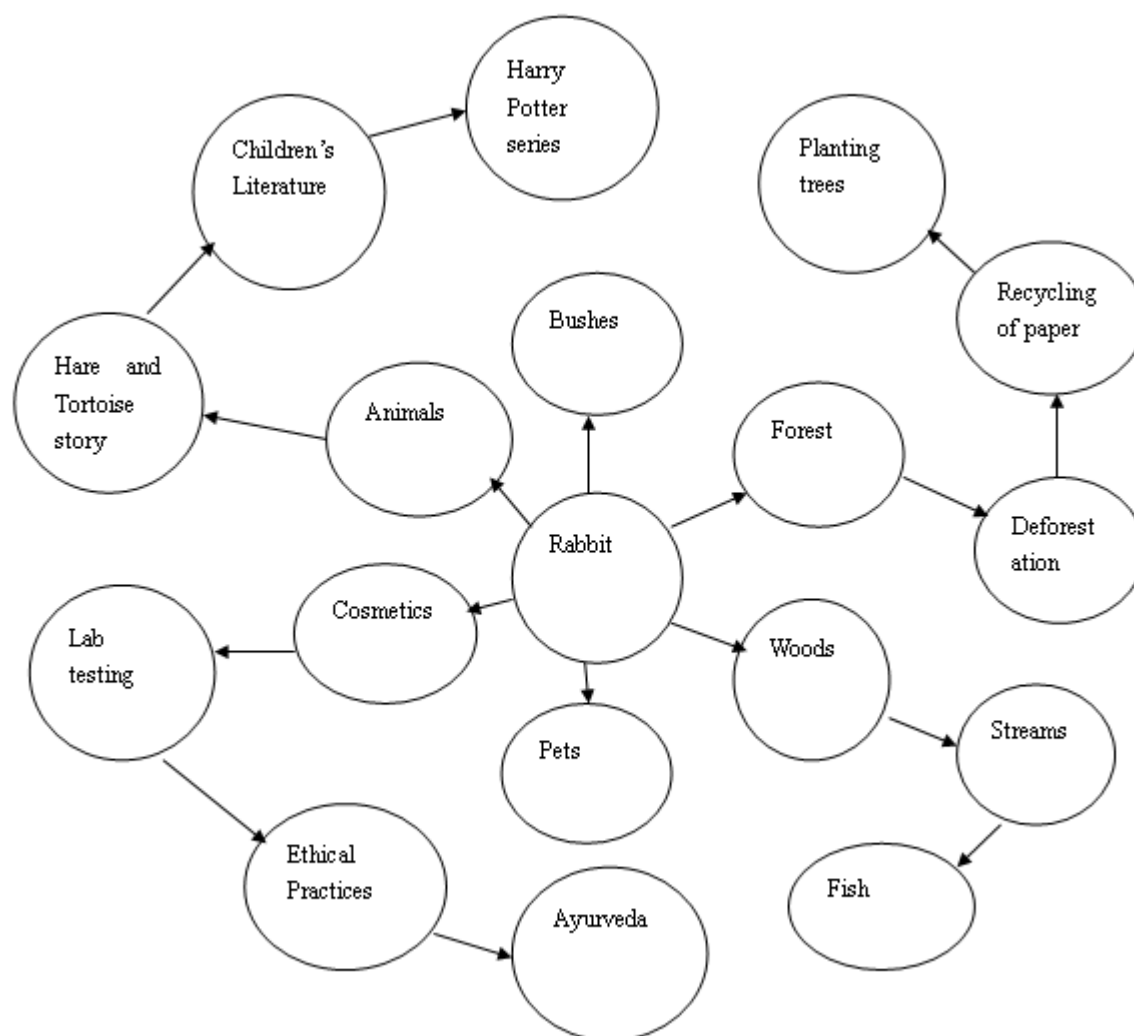 Harry
Potter
series
Children’s
Literature
Planting
trees
Recycling
of paper
Bushes
Hare and
Tortoise
story
Animals
Forest
Deforest
ation
Rabbit
Cosmetics
Lab
testing
Woods
Streams
Pets
Ethical
Practices
Fish
Ayurveda